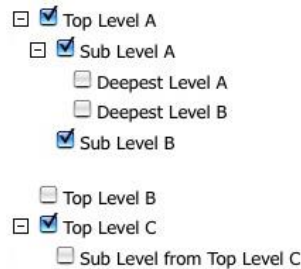 Top Level A
Sub Level A
Deepest Level A
Deepest Level B
Sub Level B
Top Level B
Top Level C
Sub Level from Top Level C